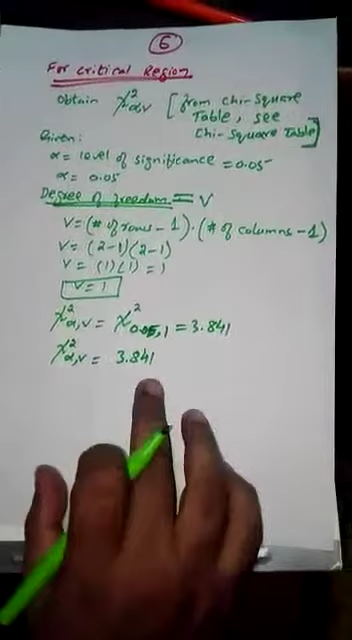 6
For Critical Region
Obtain χ²αv [from Chi-Square
Table, see
Chi-Square Table]
Given:
α = level of significance = 0.05
α = 0.05
Degree of freedom = v
v = (# of rows - 1) · (# of columns - 1)
v = (2-1)(2-1)
v = (1)(1) = 1
v = 1
χ²α,v = χ²0.05,1 = 3.841
χ²α,v = 3.841